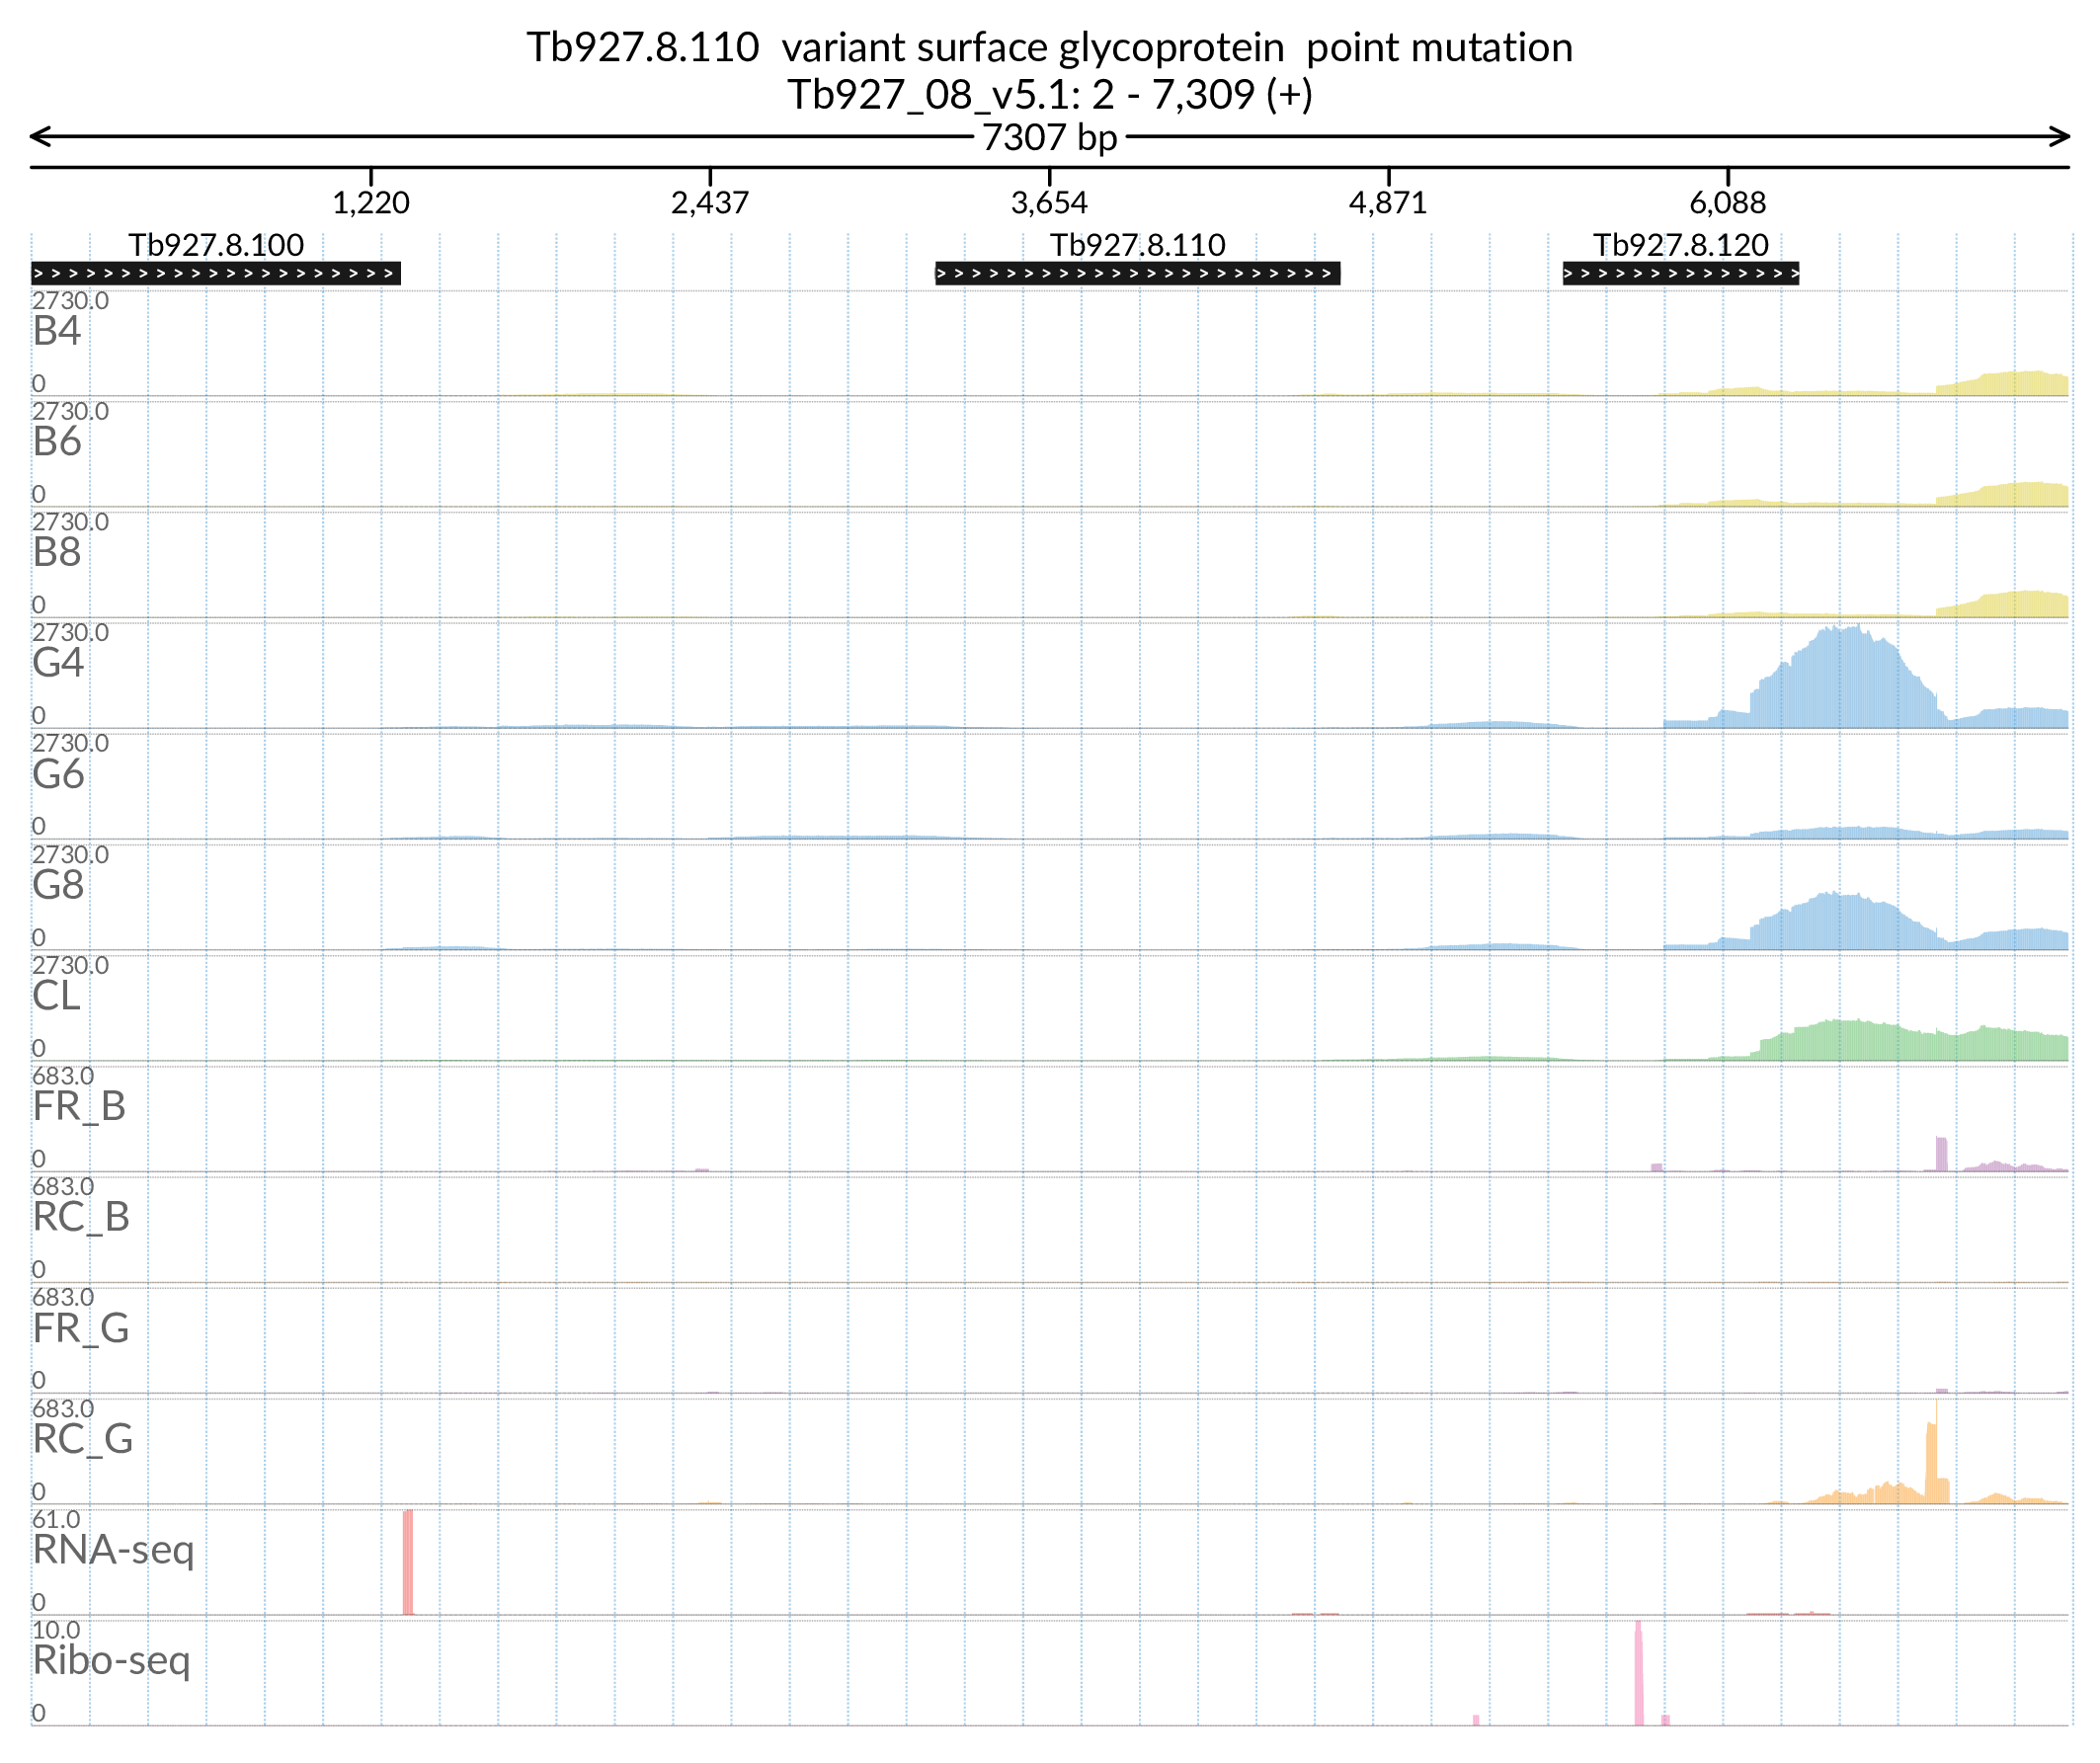 Tb927.8.110  variant surface glycoprotein  point mutation
Tb927_08_v5.1: 2 - 7,309 (+)
7307 bp
1,220 2,437 3,654 4,871 6,088
Tb927.8.100 Tb927.8.110 Tb927.8.120
2730.0
B4
0
2730.0
B6
0
2730.0
B8
0
2730.0
G4
0
2730.0
G6
0
2730.0
G8
0
2730.0
CL
0
683.0
FR_B
0
683.0
RC_B
0
683.0
FR_G
0
683.0
RC_G
0
61.0
RNA-seq
0
10.0
Ribo-seq
0